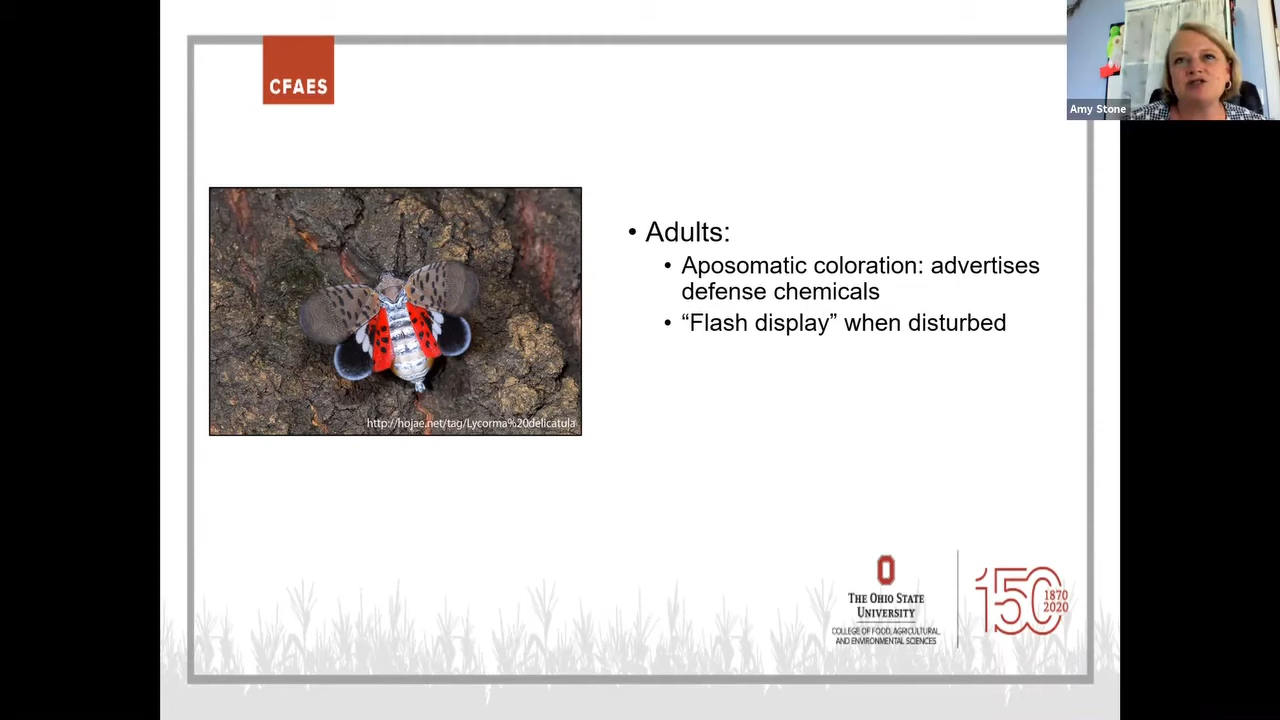 CFAES
Amy Stone
• Adults:
• Aposomatic coloration: advertises
defense chemicals
• “Flash display” when disturbed
http://hojae.net/tag/Lycorma%20delicatula
THE OHIO STATE
UNIVERSITY
COLLEGE OF FOOD, AGRICULTURAL,
AND ENVIRONMENTAL SCIENCES
150
1870
2020